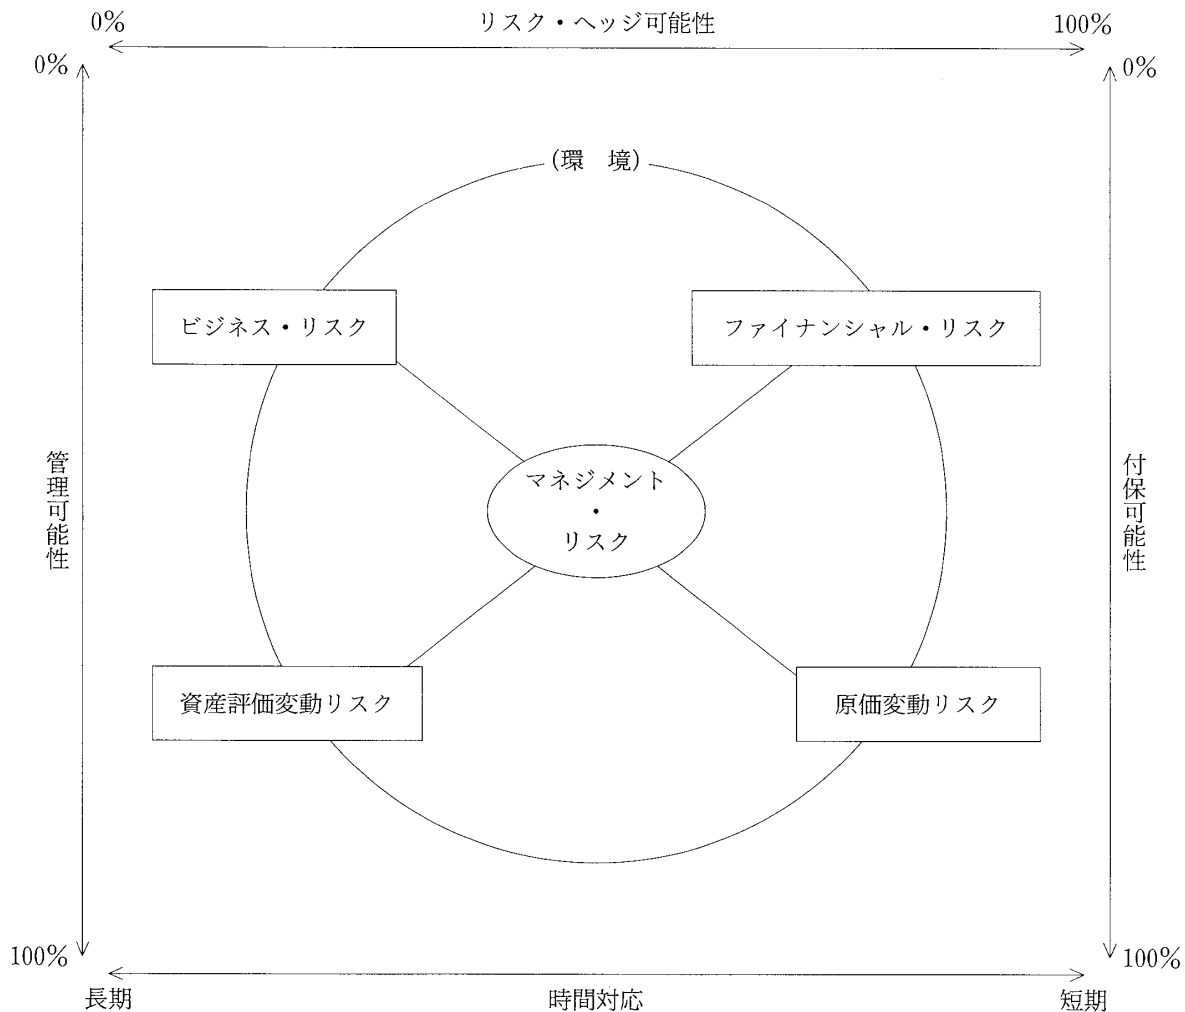 0%
リスク・ヘッジ可能性
100%
0%
0%
(環 境)
ビジネス・リスク
ファイナンシャル・リスク
マネジメント
・
リスク
管理可能性
付保可能性
資産評価変動リスク
原価変動リスク
100%
100%
長期
時間対応
短期